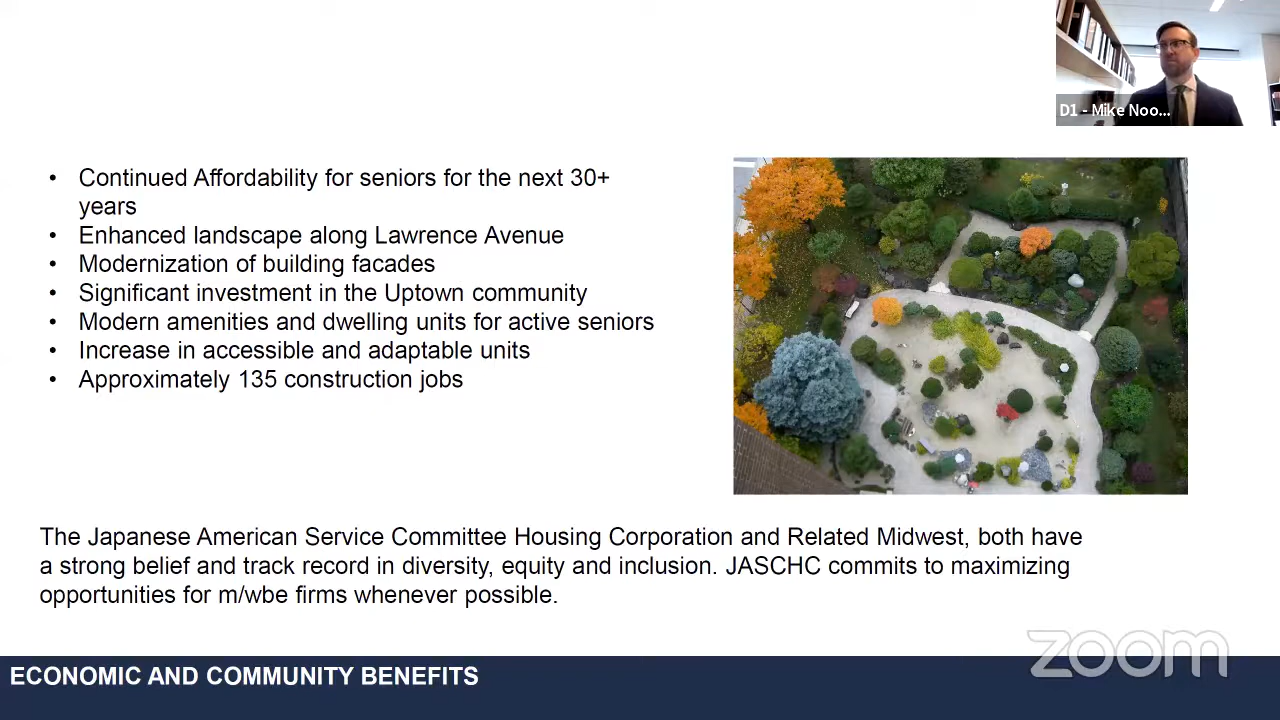 D1 - Mike Noo...
• Continued Affordability for seniors for the next 30+
years
• Enhanced landscape along Lawrence Avenue
• Modernization of building facades
• Significant investment in the Uptown community
• Modern amenities and dwelling units for active seniors
• Increase in accessible and adaptable units
• Approximately 135 construction jobs
The Japanese American Service Committee Housing Corporation and Related Midwest, both have
a strong belief and track record in diversity, equity and inclusion. JASCHC commits to maximizing
opportunities for m/wbe firms whenever possible.
zoom
ECONOMIC AND COMMUNITY BENEFITS